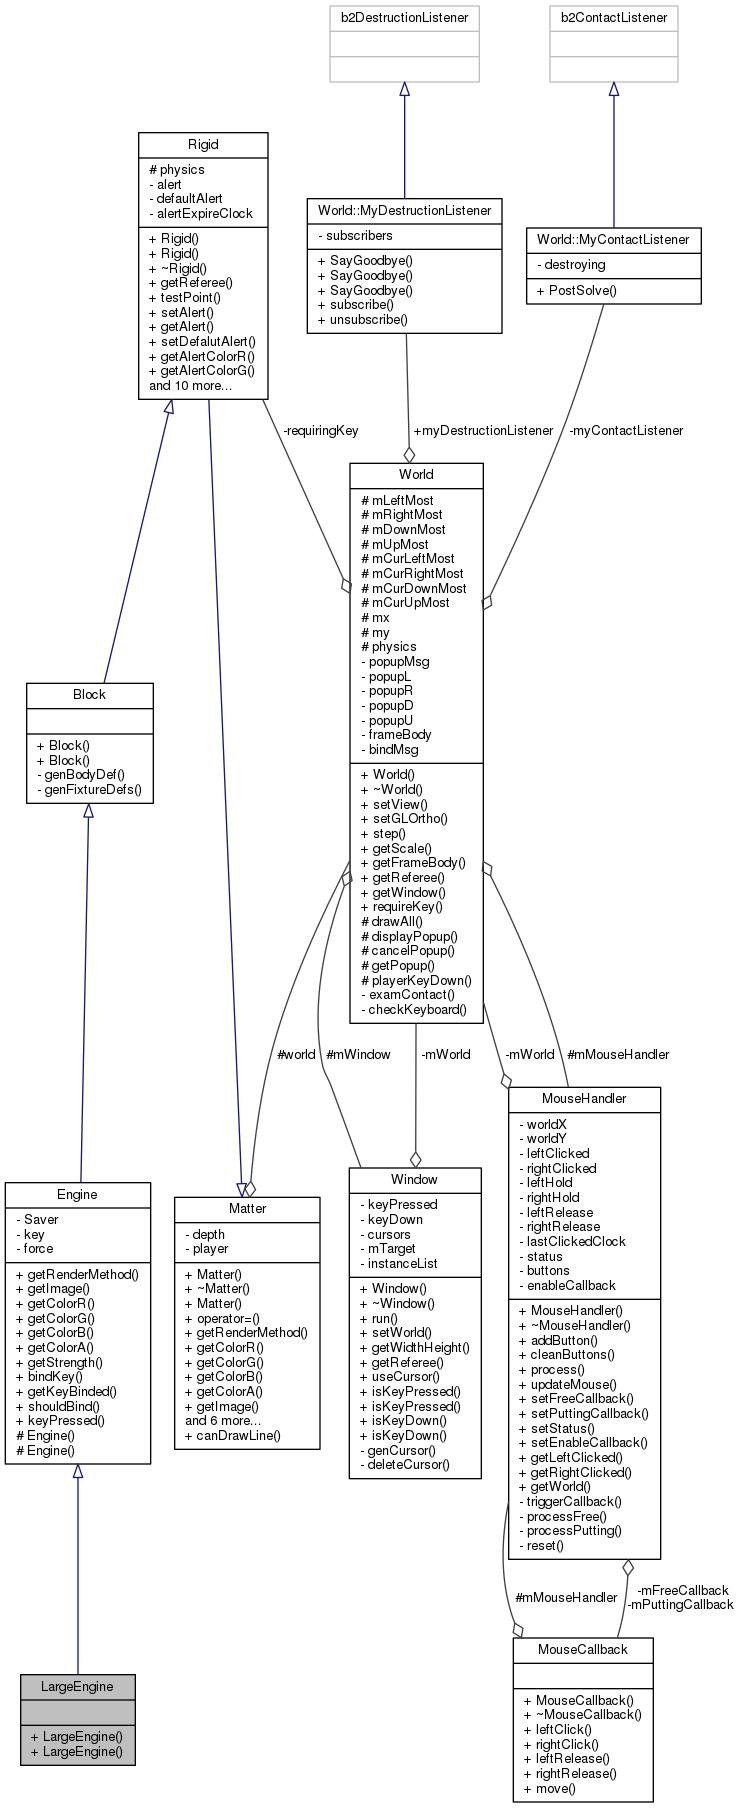 b2DestructionListener
b2ContactListener
Rigid
# physics
- alert
- defaultAlert
- alertExpireClock
+ Rigid()
+ Rigid()
+ ~Rigid()
+ getReferee()
+ testPoint()
+ setAlert()
+ getAlert()
+ setDefalutAlert()
+ getAlertColorR()
+ getAlertColorG()
and 10 more...
World::MyDestructionListener
- subscribers
+ SayGoodbye()
+ SayGoodbye()
+ SayGoodbye()
+ subscribe()
+ unsubscribe()
World::MyContactListener
- destroying
+ PostSolve()
-requiringKey
+myDestructionListener
-myContactListener
World
# mLeftMost
# mRightMost
# mDownMost
# mUpMost
# mCurLeftMost
# mCurRightMost
# mCurDownMost
# mCurUpMost
# mx
# my
# physics
- popupMsg
- popupL
- popupR
- popupD
- popupU
- frameBody
- bindMsg
+ World()
+ ~World()
+ setView()
+ setGLOrtho()
+ step()
+ getScale()
+ getFrameBody()
+ getReferee()
+ getWindow()
+ requireKey()
# drawAll()
# displayPopup()
# cancelPopup()
# getPopup()
# playerKeyDown()
- examContact()
- checkKeyboard()
Block
+ Block()
+ Block()
- genBodyDef()
- genFixtureDefs()
#world
#mWindow
-mWorld
-mWorld
#mMouseHandler
Engine
- Saver
- key
- force
+ getRenderMethod()
+ getImage()
+ getColorR()
+ getColorG()
+ getColorB()
+ getColorA()
+ getStrength()
+ bindKey()
+ getKeyBinded()
+ shouldBind()
+ keyPressed()
# Engine()
# Engine()
Matter
- depth
- player
+ Matter()
+ ~Matter()
+ Matter()
+ operator=()
+ getRenderMethod()
+ getColorR()
+ getColorG()
+ getColorB()
+ getColorA()
+ getImage()
and 6 more...
+ canDrawLine()
Window
- keyPressed
- keyDown
- cursors
- mTarget
- instanceList
+ Window()
+ ~Window()
+ run()
+ setWorld()
+ getWidthHeight()
+ getReferee()
+ useCursor()
+ isKeyPressed()
+ isKeyPressed()
+ isKeyDown()
+ isKeyDown()
- genCursor()
- deleteCursor()
MouseHandler
- worldX
- worldY
- leftClicked
- rightClicked
- leftHold
- rightHold
- leftRelease
- rightRelease
- lastClickedClock
- status
- buttons
- enableCallback
+ MouseHandler()
+ ~MouseHandler()
+ addButton()
+ cleanButtons()
+ process()
+ updateMouse()
+ setFreeCallback()
+ setPuttingCallback()
+ setStatus()
+ setEnableCallback()
+ getLeftClicked()
+ getRightClicked()
+ getWorld()
- triggerCallback()
- processFree()
- processPutting()
- reset()
#mMouseHandler
-mFreeCallback
-mPuttingCallback
LargeEngine
+ LargeEngine()
+ LargeEngine()
MouseCallback
+ MouseCallback()
+ ~MouseCallback()
+ leftClick()
+ rightClick()
+ leftRelease()
+ rightRelease()
+ move()